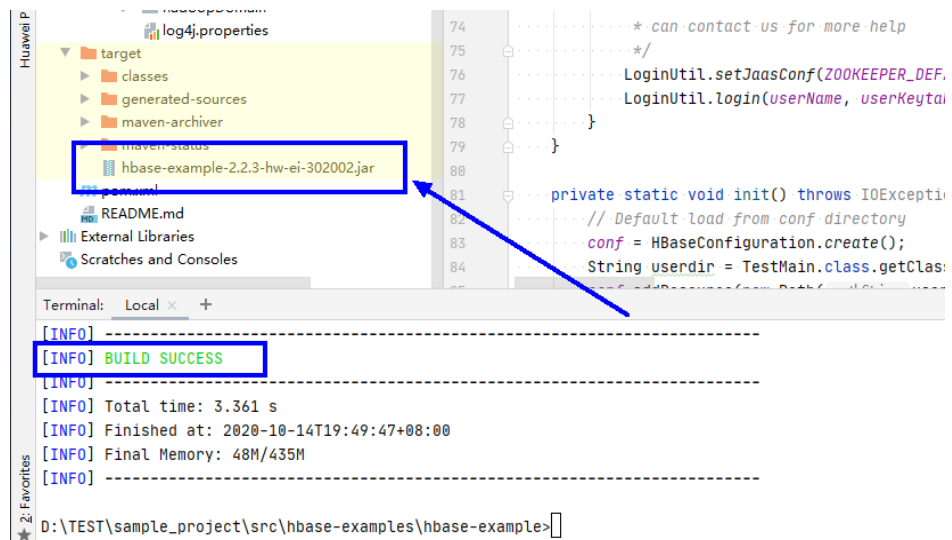 Huawei P
log4j.properties
target
classes
generated-sources
maven-archiver
maven-status
hbase-example-2.2.3-hw-ei-302002.jar
pom.xml
README.md
External Libraries
Scratches and Consoles
74 * can contact us for more help
75 */
76 LoginUtil.setJaasConf(ZOOKEEPER_DEF
77 LoginUtil.login(userName, userKeyta
78 }
79 }
80
81 private static void init() throws IOExcepti
82 // Default load from conf directory
83 conf = HBaseConfiguration.create();
84 String userdir = TestMain.class.getClas
Terminal: Local × +
[INFO] ------------------------------------------------------------------------
[INFO] BUILD SUCCESS
[INFO] ------------------------------------------------------------------------
[INFO] Total time: 3.361 s
[INFO] Finished at: 2020-10-14T19:49:47+08:00
[INFO] Final Memory: 48M/435M
[INFO] ------------------------------------------------------------------------
2: Favorites
D:\TEST\sample_project\src\hbase-examples\hbase-example>